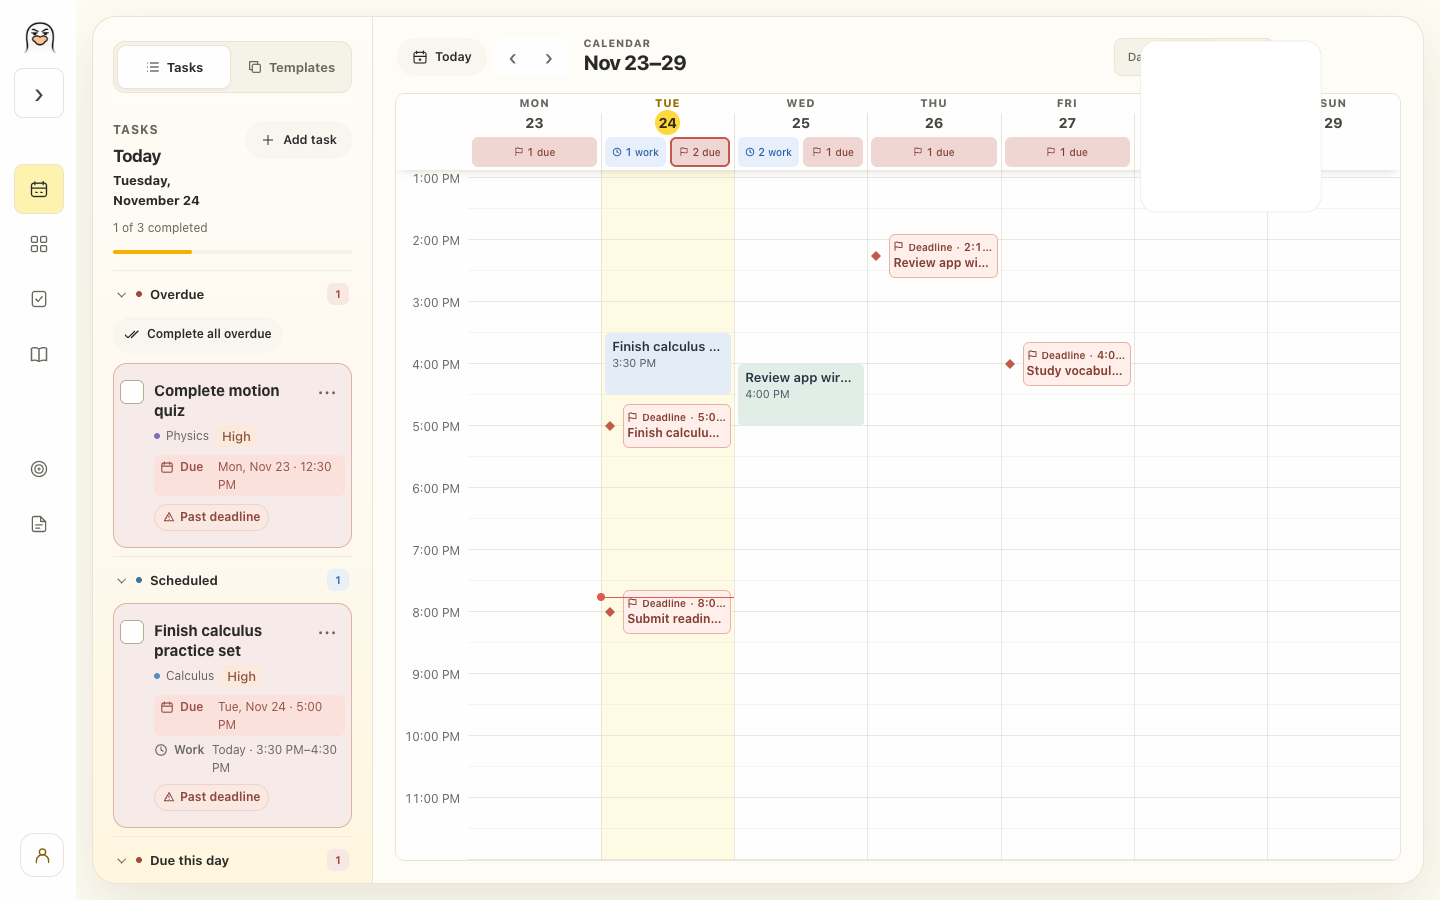 Tasks
Templates
TASKS
Today
Tuesday,
November 24
1 of 3 completed
Add task
Overdue
1
Complete all overdue
Complete motion
quiz
Physics High
Due Mon, Nov 23 · 12:30
PM
Past deadline
Scheduled
1
Finish calculus
practice set
Calculus High
Due Tue, Nov 24 · 5:00
PM
Work Today · 3:30 PM–4:30
PM
Past deadline
Due this day
1
Today
CALENDAR
Nov 23–29
MON
23
1 due
TUE
24
1 work
2 due
WED
25
2 work
1 due
THU
26
1 due
FRI
27
1 due
SUN
29
1:00 PM
2:00 PM
3:00 PM
4:00 PM
5:00 PM
6:00 PM
7:00 PM
8:00 PM
9:00 PM
10:00 PM
11:00 PM
Finish calculus ...
3:30 PM
Deadline · 5:0...
Finish calculu...
Deadline · 8:0...
Submit readin...
Review app wir...
4:00 PM
Deadline · 2:1...
Review app wi...
Deadline · 4:0...
Study vocabul...